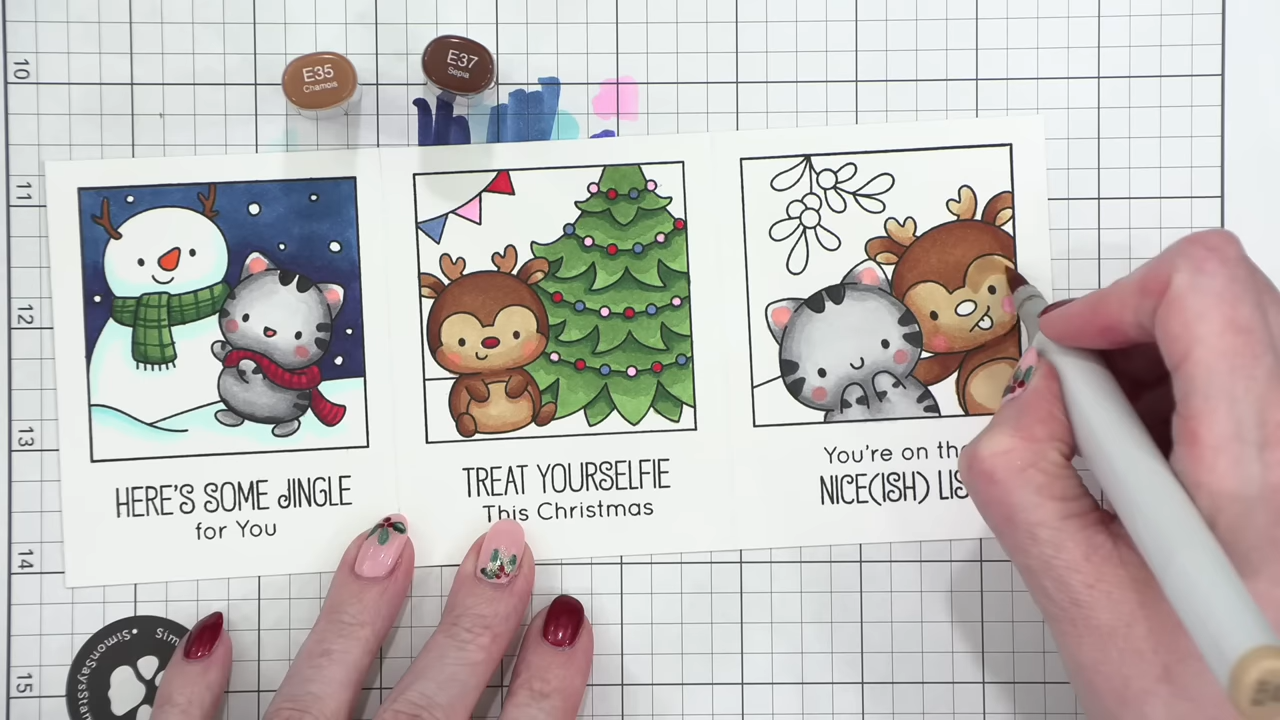 E35
Chamois
E37
Sepia
10
11
12
13
14
15
HERE'S SOME JINGLE
for You
TREAT YOURSELFIE
This Christmas
You're on the
NICE(ISH) LIS